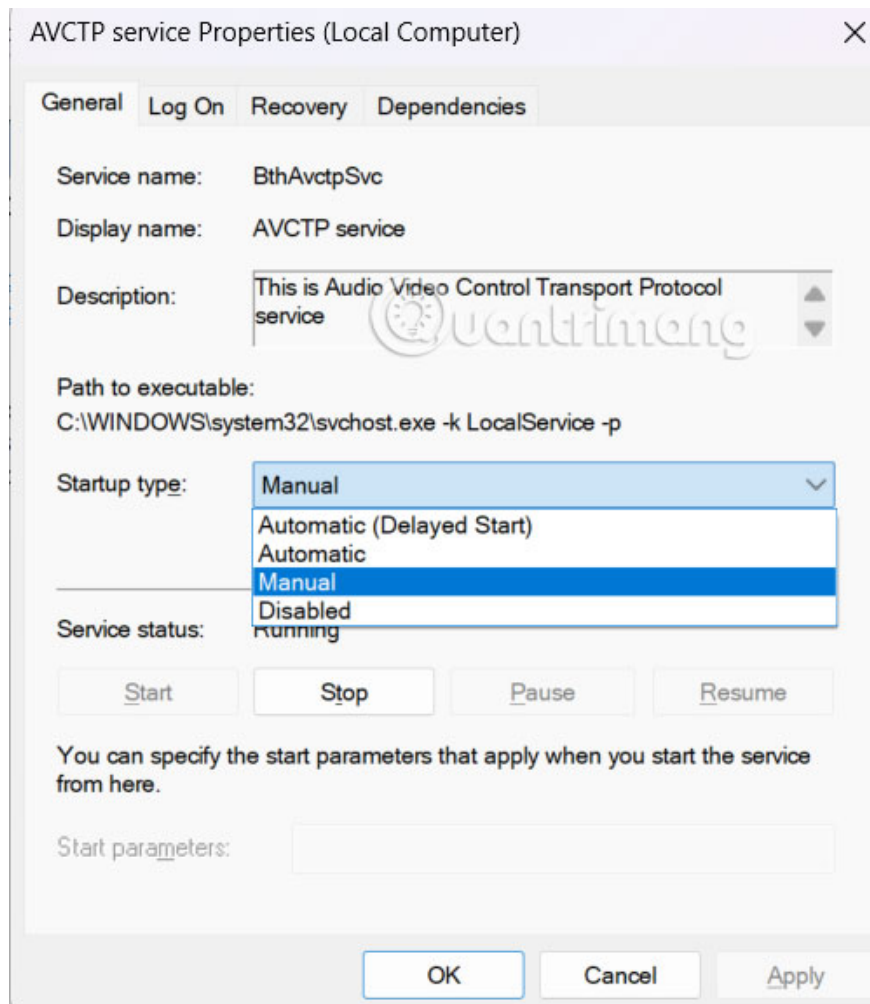 AVCTP service Properties (Local Computer)
General Log On Recovery Dependencies
Service name: BthAvctpSvc
Display name: AVCTP service
Description: This is Audio Video Control Transport Protocol
service
Quantrimang
Path to executable:
C:\WINDOWS\system32\svchost.exe -k LocalService -p
Startup type: Manual
Automatic (Delayed Start)
Automatic
Manual
Disabled
Service status: Running
Start Stop Pause Resume
You can specify the start parameters that apply when you start the service
from here.
Start parameters:
OK Cancel Apply